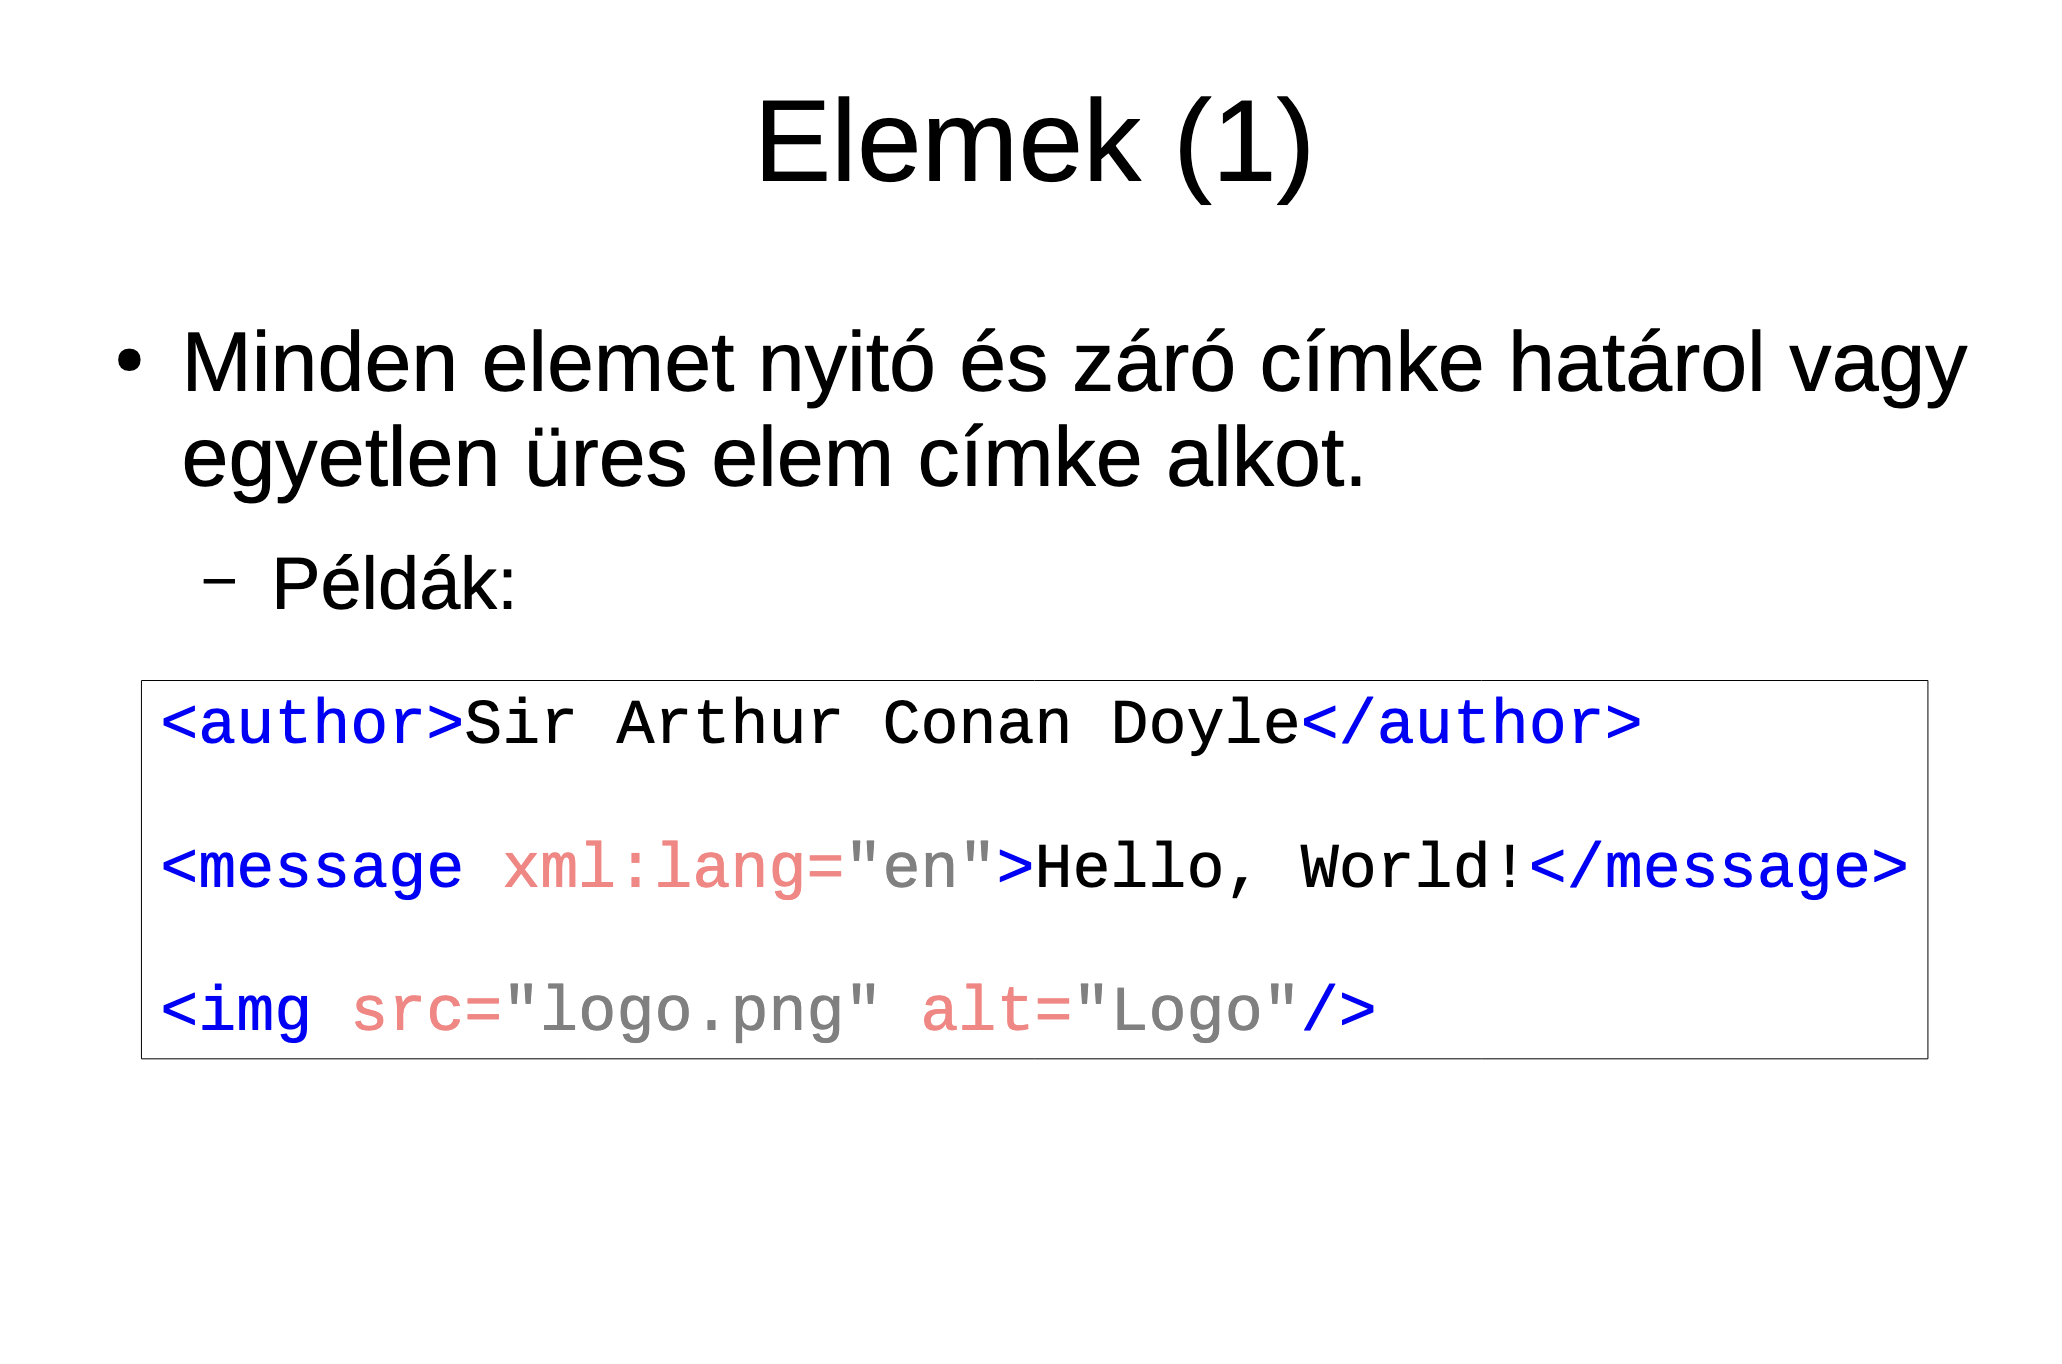 Elemek (1)
• Minden elemet nyitó és záró címke határol vagy
egyetlen üres elem címke alkot.
– Példák:
<author>Sir Arthur Conan Doyle</author>
<message xml:lang="en">Hello, World!</message>
<img src="logo.png" alt="Logo"/>